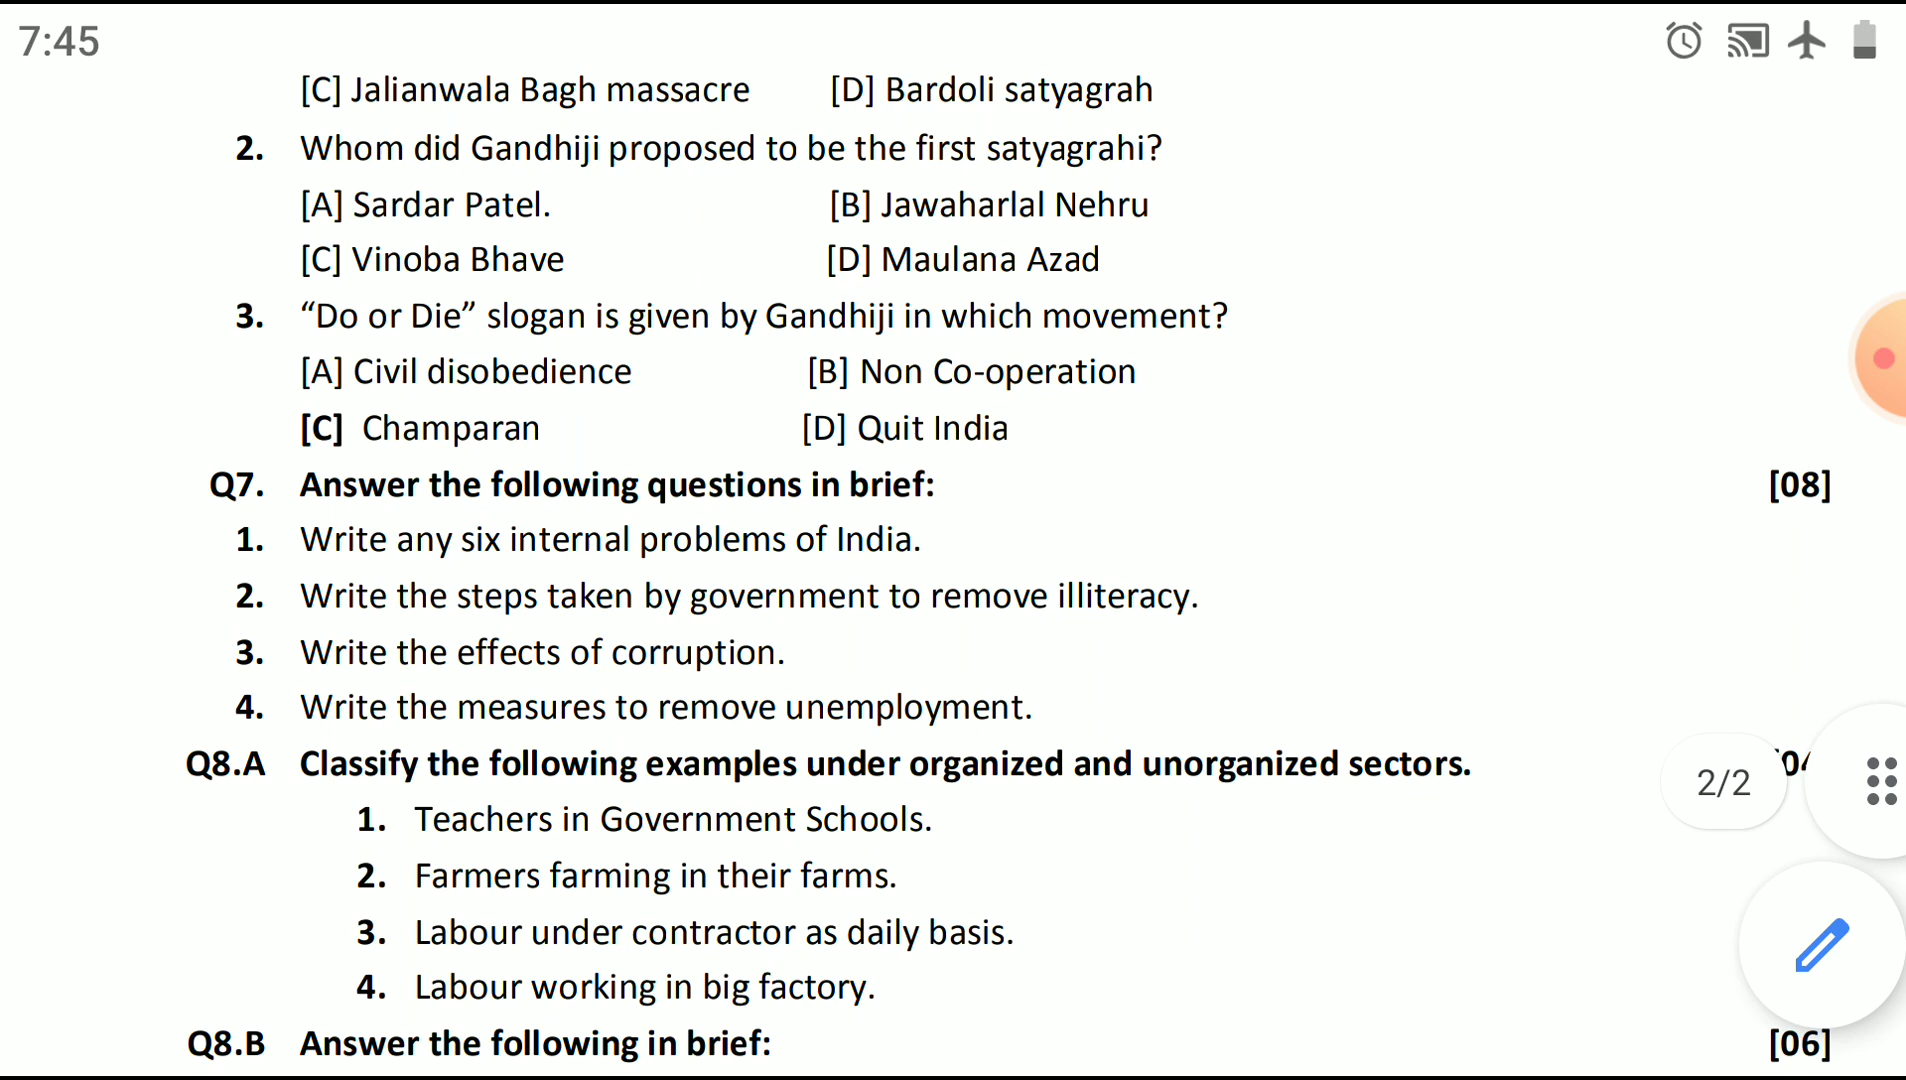 7:45
[C] Jalianwala Bagh massacre [D] Bardoli satyagrah
2. Whom did Gandhiji proposed to be the first satyagrahi?
[A] Sardar Patel. [B] Jawaharlal Nehru
[C] Vinoba Bhave [D] Maulana Azad
3. “Do or Die” slogan is given by Gandhiji in which movement?
[A] Civil disobedience [B] Non Co-operation
[C] Champaran [D] Quit India
Q7. Answer the following questions in brief: [08]
1. Write any six internal problems of India.
2. Write the steps taken by government to remove illiteracy.
3. Write the effects of corruption.
4. Write the measures to remove unemployment.
Q8.A Classify the following examples under organized and unorganized sectors.
2/2
1. Teachers in Government Schools.
2. Farmers farming in their farms.
3. Labour under contractor as daily basis.
4. Labour working in big factory.
Q8.B Answer the following in brief: [06]